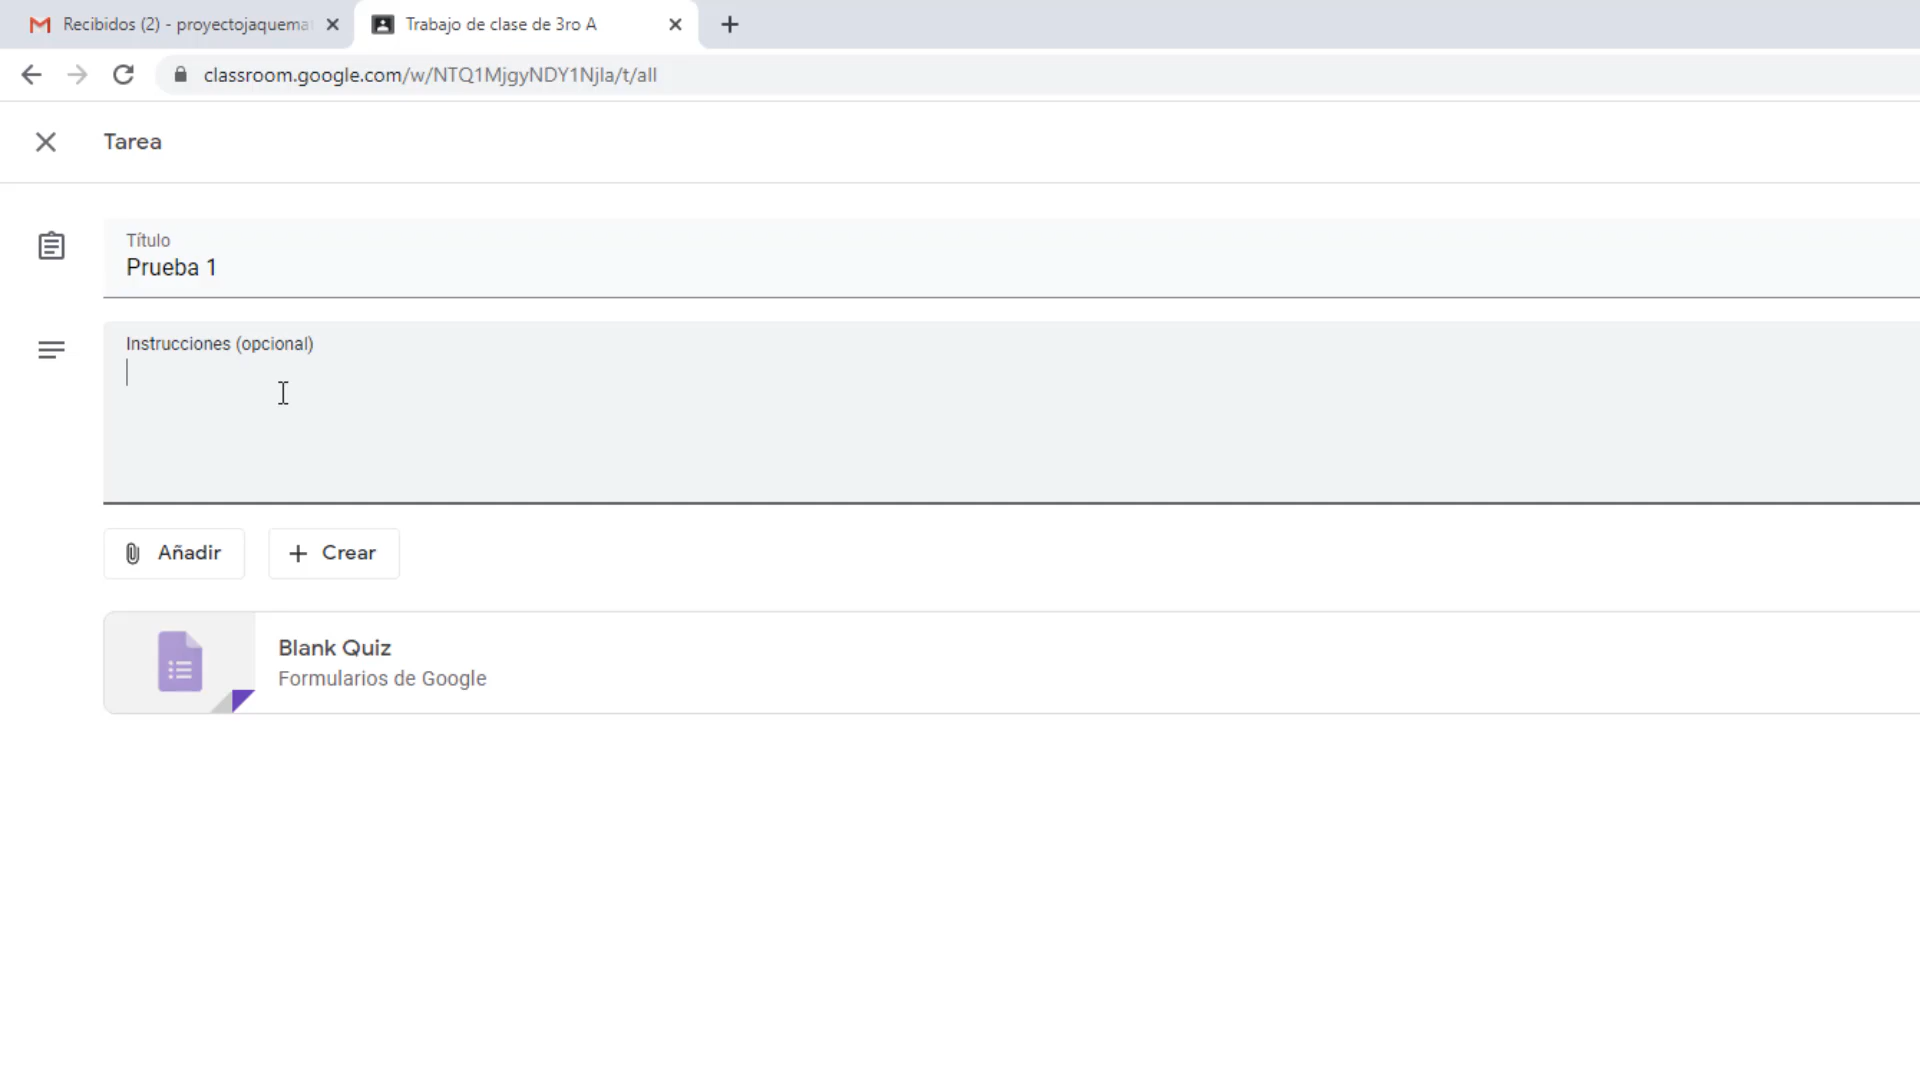 Recibidos (2) - proyectojaquema
Trabajo de clase de 3ro A
classroom.google.com/w/NTQ1MjgyNDY1Njla/t/all
Tarea
Título
Prueba 1
Instrucciones (opcional)
Añadir
Crear
Blank Quiz
Formularios de Google